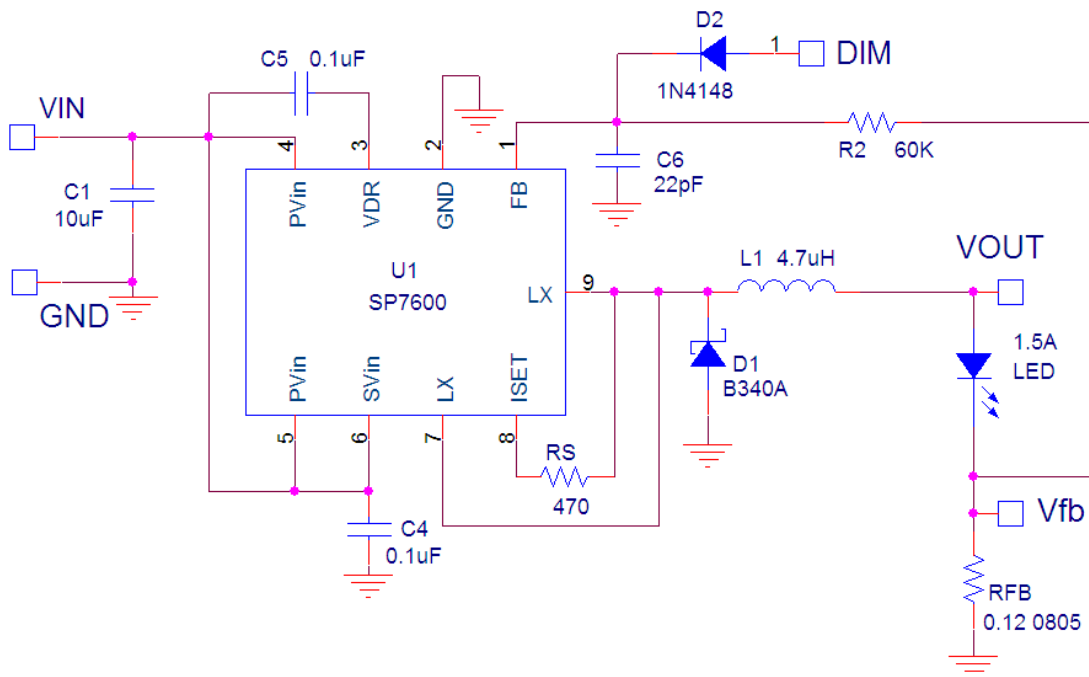 D2
1
DIM
1N4148
C5
0.1uF
VIN
4
3
2
1
C6
22pF
R2
60K
C1
10uF
PVin
VDR
GND
FB
U1
SP7600
LX
9
L1 4.7uH
VOUT
GND
D1
B340A
1.5A
LED
PVin
SVin
LX
ISET
5
6
7
8
RS
470
C4
0.1uF
Vfb
RFB
0.12 0805